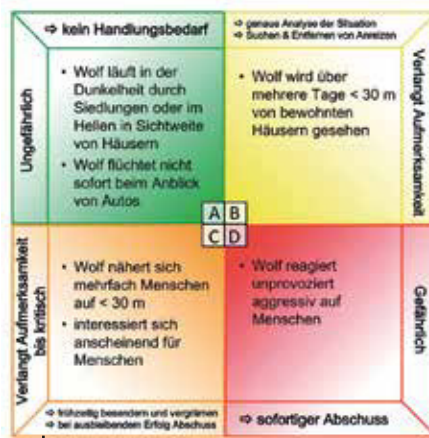 ⇨ kein Handlungsbedarf
⇨ genaue Analyse der Situation
⇨ Suchen & Entfernen von Anreizen
Ungefährlich
• Wolf läuft in der
Dunkelheit durch
Siedlungen oder im
Hellen in Sichtweite
von Häusern
• Wolf flüchtet nicht
sofort beim Anblick
von Autos
• Wolf wird über
mehrere Tage < 30 m
von bewohnten
Häusern gesehen
Verlangt Aufmerksamkeit
A B
C D
Verlangt Aufmerksamkeit
bis kritisch
• Wolf nähert sich
mehrfach Menschen
auf < 30 m
• interessiert sich
anscheinend für
Menschen
• Wolf reagiert
unprovoziert
aggressiv auf
Menschen
Gefährlich
⇨ frühzeitig besendern und vergrämen
⇨ bei ausbleibendem Erfolg Abschuss
⇨ sofortiger Abschuss